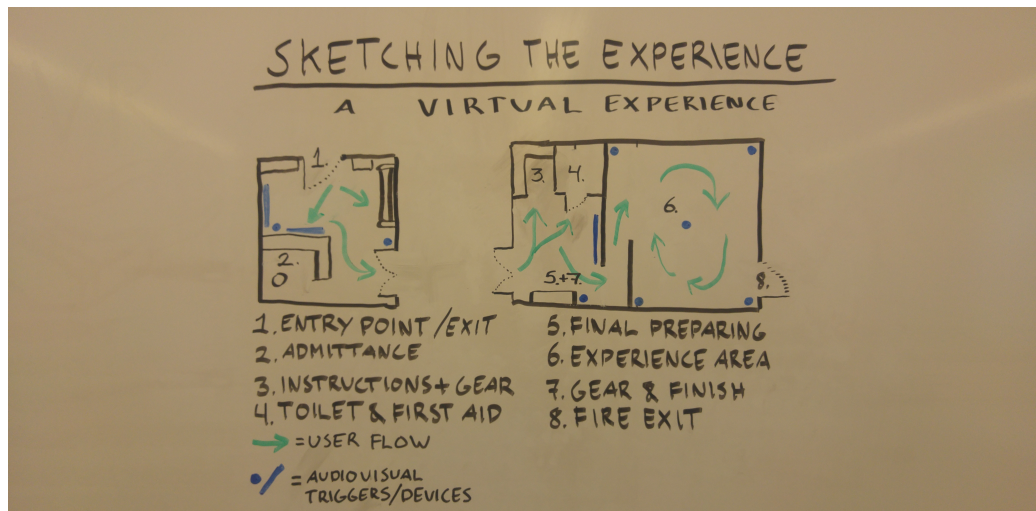 SKETCHING THE EXPERIENCE
A VIRTUAL EXPERIENCE
1.
2.
3. 4.
5.+7.
6.
8.
1. ENTRY POINT/EXIT
2. ADMITTANCE
3. INSTRUCTIONS+GEAR
4. TOILET & FIRST AID
→ =USER FLOW
= AUDIOVISUAL
TRIGGERS/DEVICES
5. FINAL PREPARING
6. EXPERIENCE AREA
7. GEAR & FINISH
8. FIRE EXIT